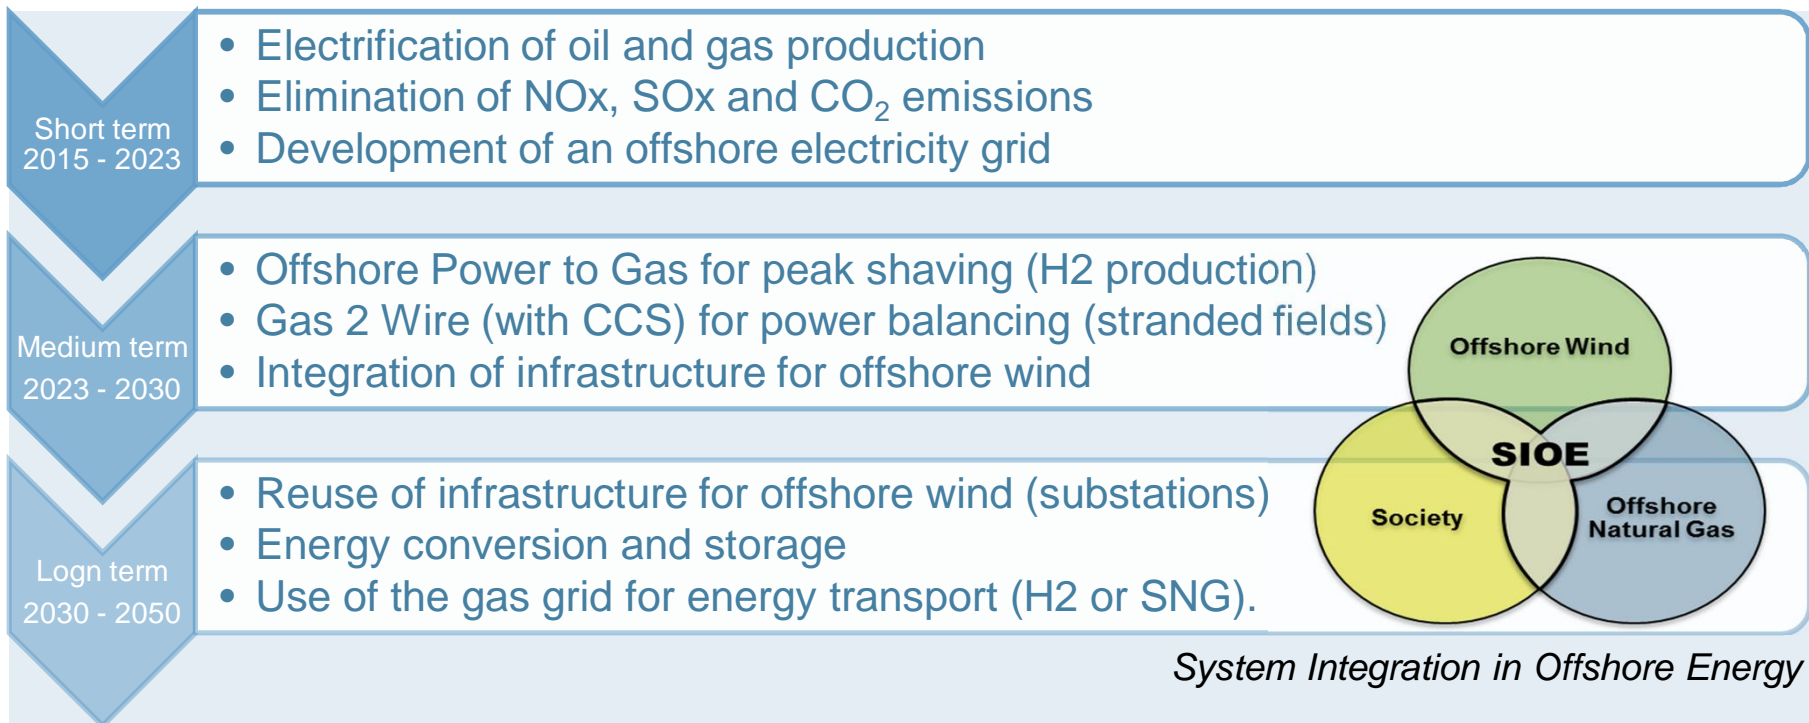 Short term
2015 - 2023
• Electrification of oil and gas production
• Elimination of NOx, SOx and CO₂ emissions
• Development of an offshore electricity grid
Medium term
2023 - 2030
• Offshore Power to Gas for peak shaving (H2 production)
• Gas 2 Wire (with CCS) for power balancing (stranded fields)
• Integration of infrastructure for offshore wind
Logn term
2030 - 2050
• Reuse of infrastructure for offshore wind (substations)
• Energy conversion and storage
• Use of the gas grid for energy transport (H2 or SNG).
Offshore Wind
SIOE
Society
Offshore
Natural Gas
System Integration in Offshore Energy